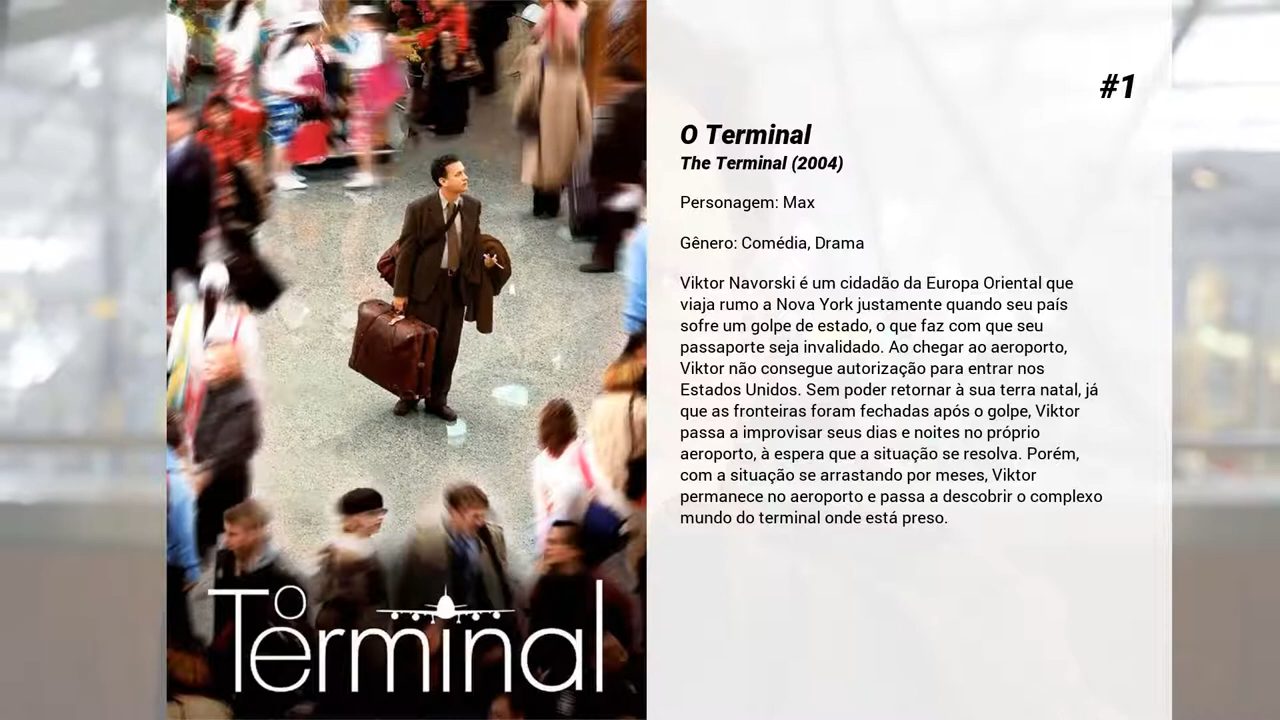 #1
O Terminal
The Terminal (2004)
Personagem: Max
Gênero: Comédia, Drama
Viktor Navorski é um cidadão da Europa Oriental que
viaja rumo a Nova York justamente quando seu país
sofre um golpe de estado, o que faz com que seu
passaporte seja invalidado. Ao chegar ao aeroporto,
Viktor não consegue autorização para entrar nos
Estados Unidos. Sem poder retornar à sua terra natal, já
que as fronteiras foram fechadas após o golpe, Viktor
passa a improvisar seus dias e noites no próprio
aeroporto, à espera que a situação se resolva. Porém,
com a situação se arrastando por meses, Viktor
permanece no aeroporto e passa a descobrir o complexo
mundo do terminal onde está preso.
O
Terminal